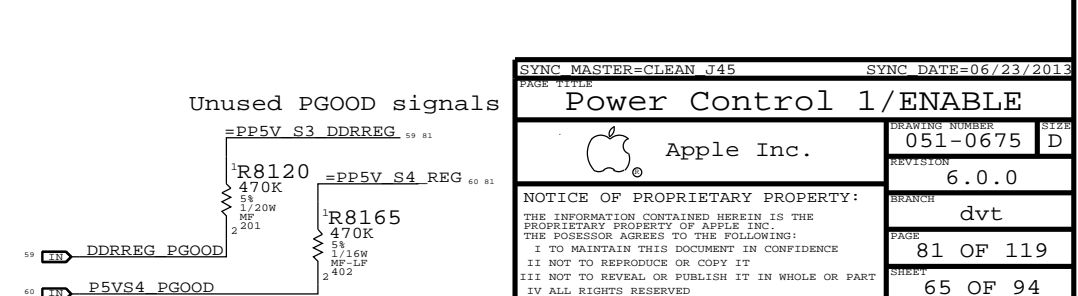 SYNC_MASTER=CLEAN_J45 SYNC_DATE=06/23/2013
PAGE TITLE
Power Control 1/ENABLE
Unused PGOOD signals
=PP5V_S3_DDRREG 59 81
1 R8120
470K
5%
1/20W
MF
2 201
=PP5V_S4_REG 60 81
1 R8165
470K
5%
1/16W
MF-LF
2 402
59 IN DDRREG_PGOOD
60 IN P5VS4_PGOOD
Apple Inc.
®
DRAWING NUMBER
051-0675
SIZE
D
REVISION
6.0.0
BRANCH
dvt
PAGE
81 OF 119
SHEET
65 OF 94
NOTICE OF PROPRIETARY PROPERTY:
THE INFORMATION CONTAINED HEREIN IS THE
PROPRIETARY PROPERTY OF APPLE INC.
THE POSESSOR AGREES TO THE FOLLOWING:
I TO MAINTAIN THIS DOCUMENT IN CONFIDENCE
II NOT TO REPRODUCE OR COPY IT
III NOT TO REVEAL OR PUBLISH IT IN WHOLE OR PART
IV ALL RIGHTS RESERVED